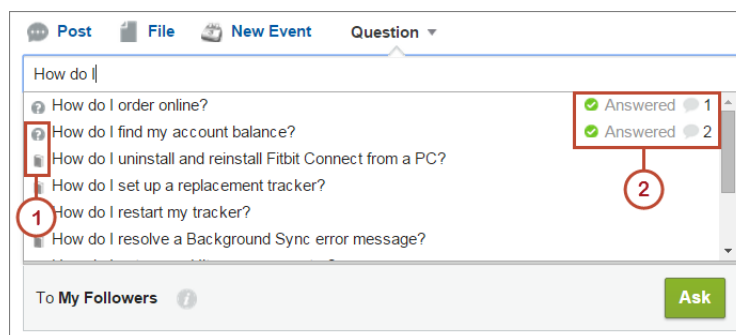 Post File New Event Question
How do I
How do I order online? Answered 1
How do I find my account balance? Answered 2
How do I uninstall and reinstall Fitbit Connect from a PC?
How do I set up a replacement tracker?
How do I restart my tracker?
How do I resolve a Background Sync error message?
1
2
To My Followers
Ask